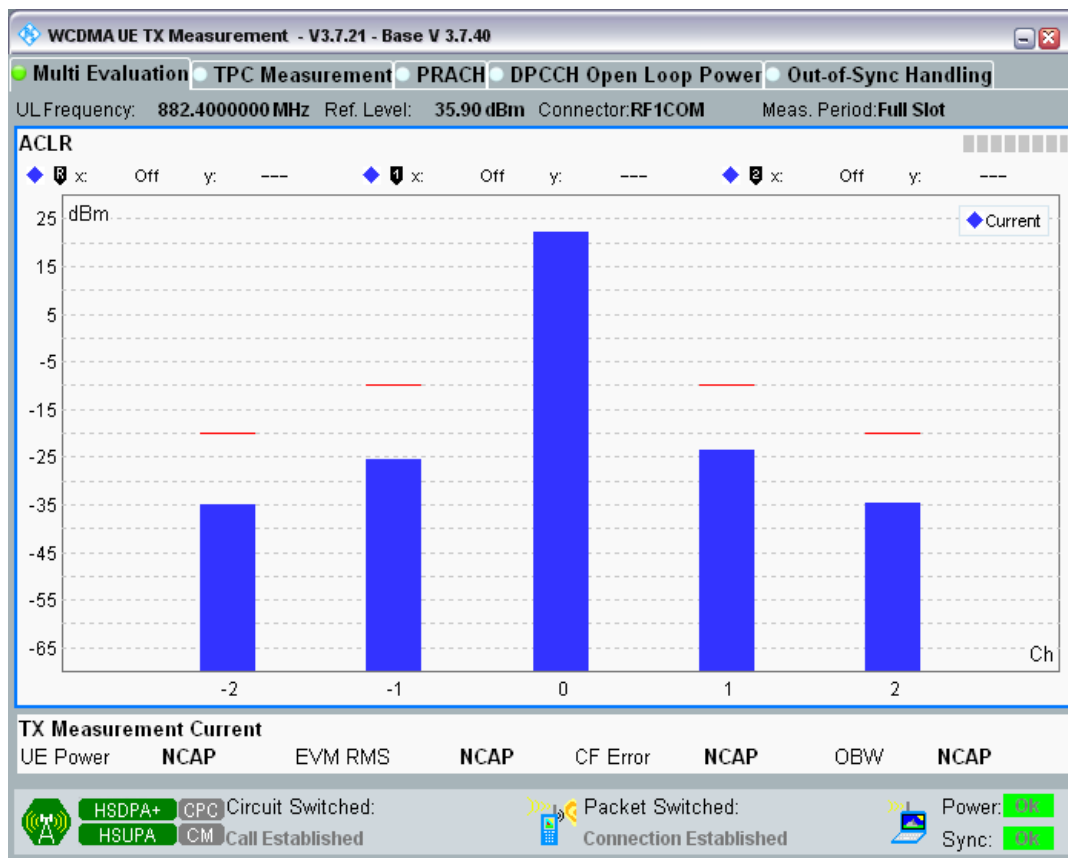 WCDMA UE TX Measurement - V3.7.21 - Base V 3.7.40
Multi Evaluation TPC Measurement PRACH DPCCH Open Loop Power Out-of-Sync Handling
UL Frequency: 882.4000000 MHz Ref. Level: 35.90 dBm Connector:RF1COM Meas. Period:Full Slot
ACLR
R x: Off y: --- 1 x: Off y: --- 2 x: Off y: ---
dBm
Current
25
15
5
-5
-15
-25
-35
-45
-55
-65
Ch
-2 -1 0 1 2
TX Measurement Current
UE Power NCAP EVM RMS NCAP CF Error NCAP OBW NCAP
HSDPA+ CPC Circuit Switched: Packet Switched: Power: OK
HSUPA CM Call Established Connection Established Sync: OK